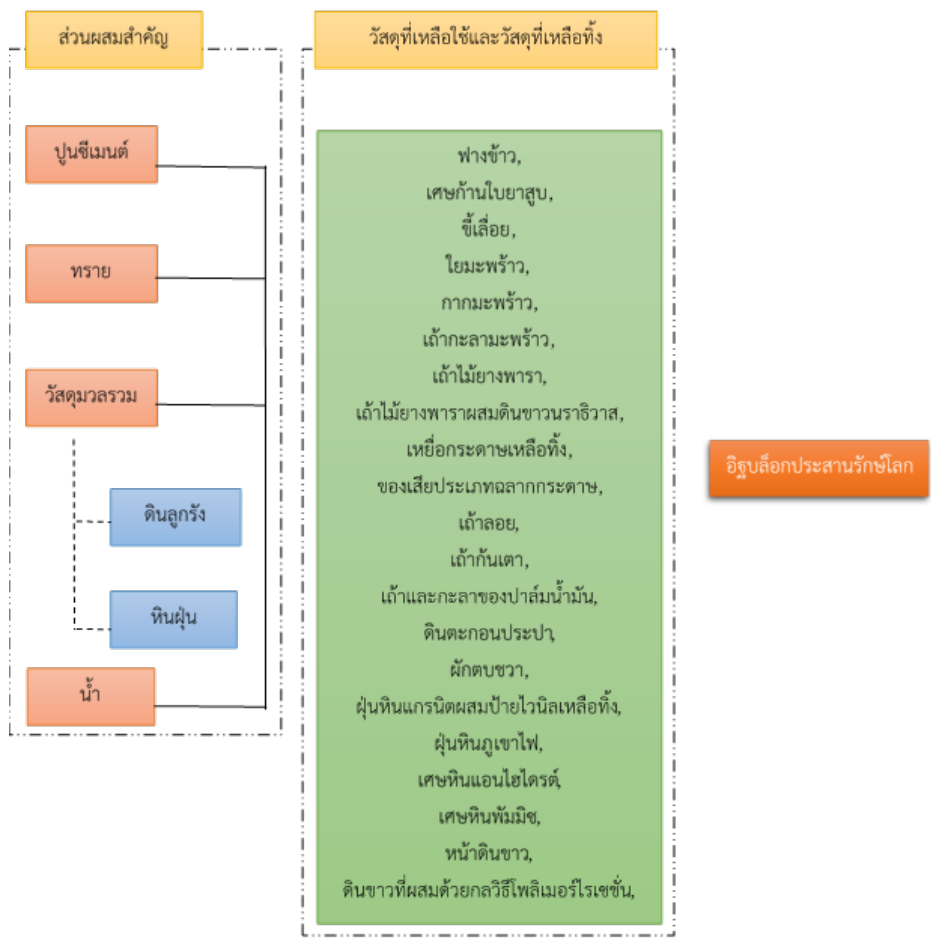 ส่วนผสมสำคัญ
ปูนซีเมนต์
ทราย
วัสดุมวลรวม
ดินลูกรัง
หินฝุ่น
น้ำ
วัสดุที่เหลือใช้และวัสดุที่เหลือทิ้ง
ฟางข้าว,
เศษก้านใบยาสูบ,
ขี้เลื่อย,
ใยมะพร้าว,
กากมะพร้าว,
เถ้ากะลามะพร้าว,
เถ้าไม้ยางพารา,
เถ้าไม้ยางพาราผสมดินขาวนราธิวาส,
เหยื่อกระดาษเหลือทิ้ง,
ของเสียประเภทฉลากกระดาษ,
เถ้าลอย,
เถ้าก้นเตา,
เถ้าและกะลาของปาล์มน้ำมัน,
ดินตะกอนประปา,
ผักตบชวา,
ฝุ่นหินแกรนิตผสมป้ายไวนิลเหลือทิ้ง,
ฝุ่นหินภูเขาไฟ,
เศษหินแอนไฮไดรต์,
เศษหินพัมมิซ,
หน้าดินขาว,
ดินขาวที่ผสมด้วยกลวิธีโพลิเมอร์ไรเซชั่น,
อิฐบล็อกประสานรักษ์โลก